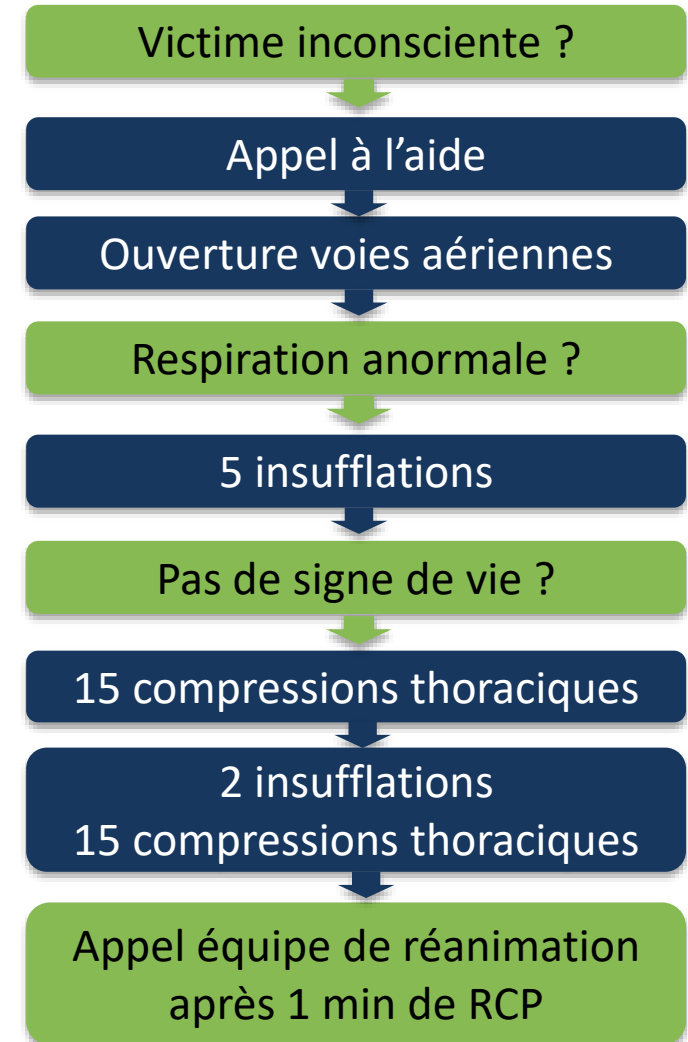 Victime inconsciente ?
Appel à l’aide
Ouverture voies aériennes
Respiration anormale ?
5 insufflations
Pas de signe de vie ?
15 compressions thoraciques
2 insufflations
15 compressions thoraciques
Appel équipe de réanimation
après 1 min de RCP